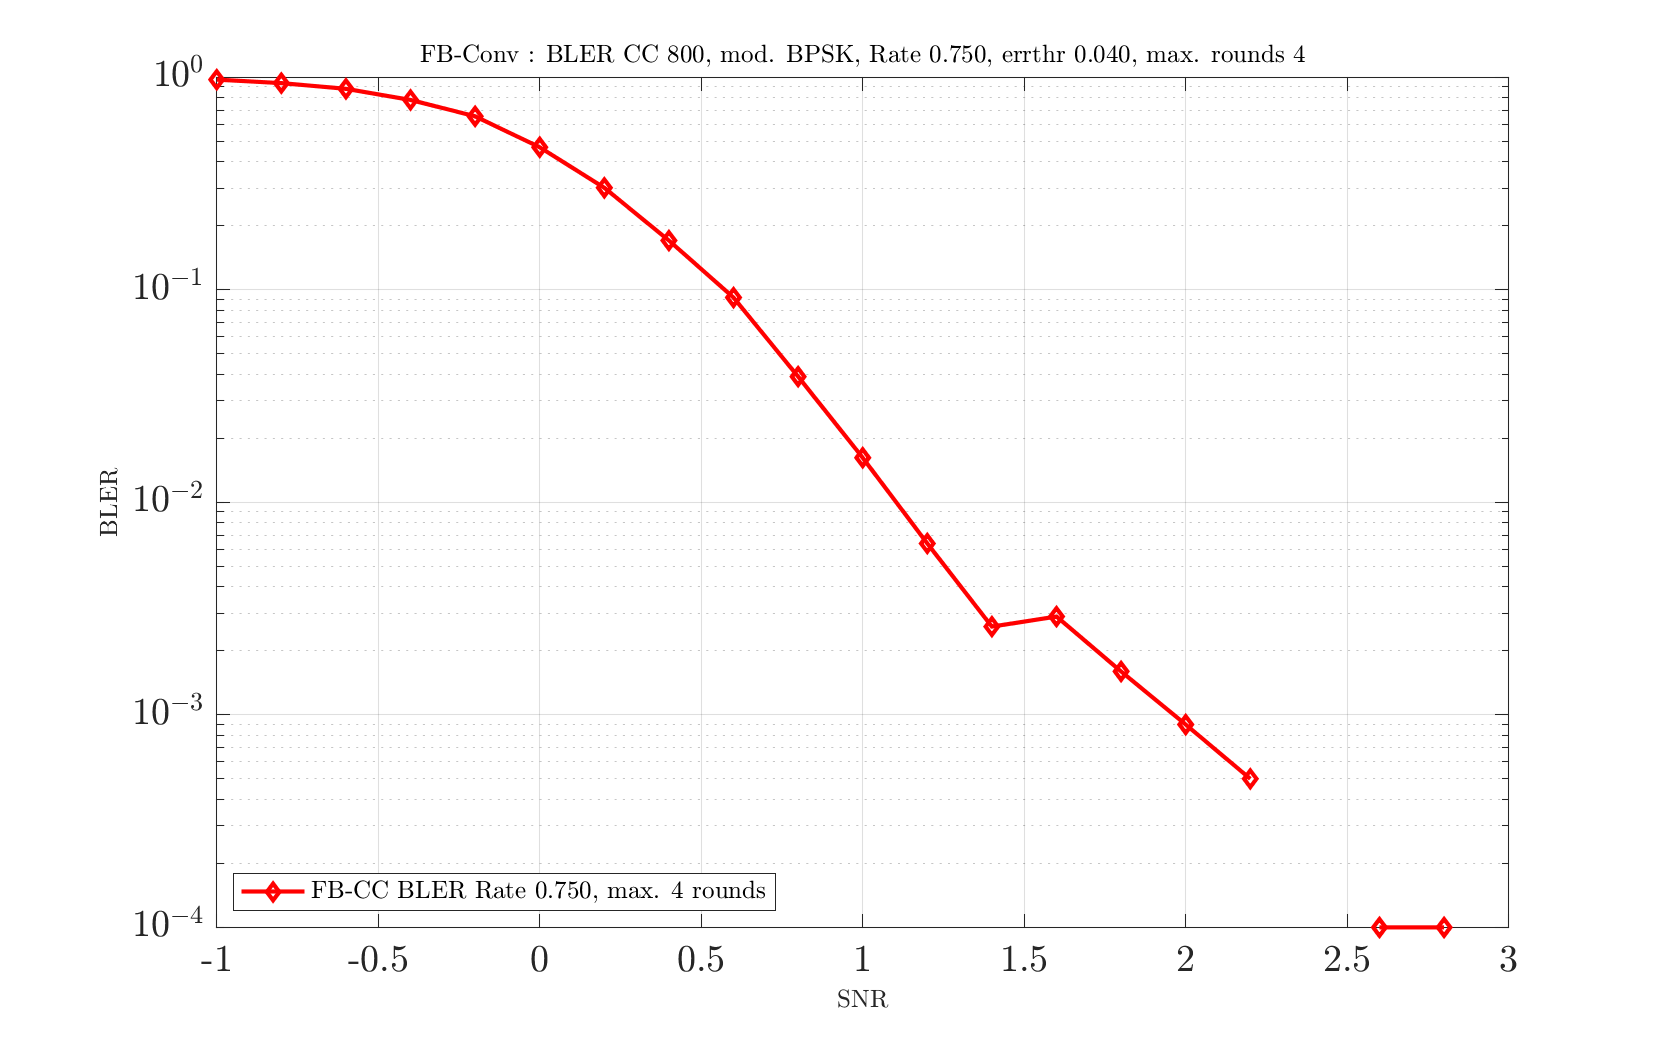 FB-Conv : BLER CC 800, mod. BPSK, Rate 0.750, errthr 0.040, max. rounds 4
10⁰
10⁻¹
10⁻²
10⁻³
10⁻⁴
BLER
FB-CC BLER Rate 0.750, max. 4 rounds
-1 -0.5 0 0.5 1 1.5 2 2.5 3
SNR